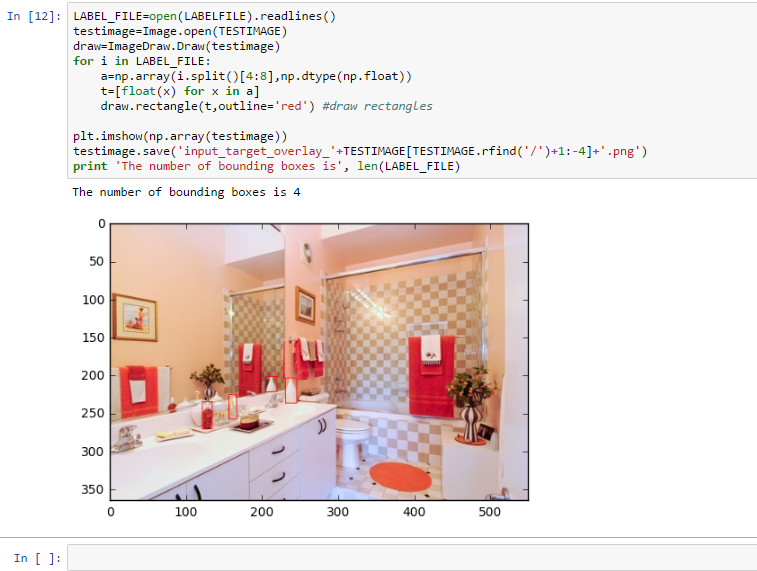 In [12]: LABEL_FILE=open(LABELFILE).readlines()
testimage=Image.open(TESTIMAGE)
draw=ImageDraw.Draw(testimage)
for i in LABEL_FILE:
    a=np.array(i.split()[4:8],np.dtype(np.float))
    t=[float(x) for x in a]
    draw.rectangle(t,outline='red') #draw rectangles

plt.imshow(np.array(testimage))
testimage.save('input_target_overlay_'+TESTIMAGE[TESTIMAGE.rfind('/')+1:-4]+'.png')
print 'The number of bounding boxes is', len(LABEL_FILE)
The number of bounding boxes is 4
0
50
100
150
200
250
300
350
0 100 200 300 400 500
In [ ]: